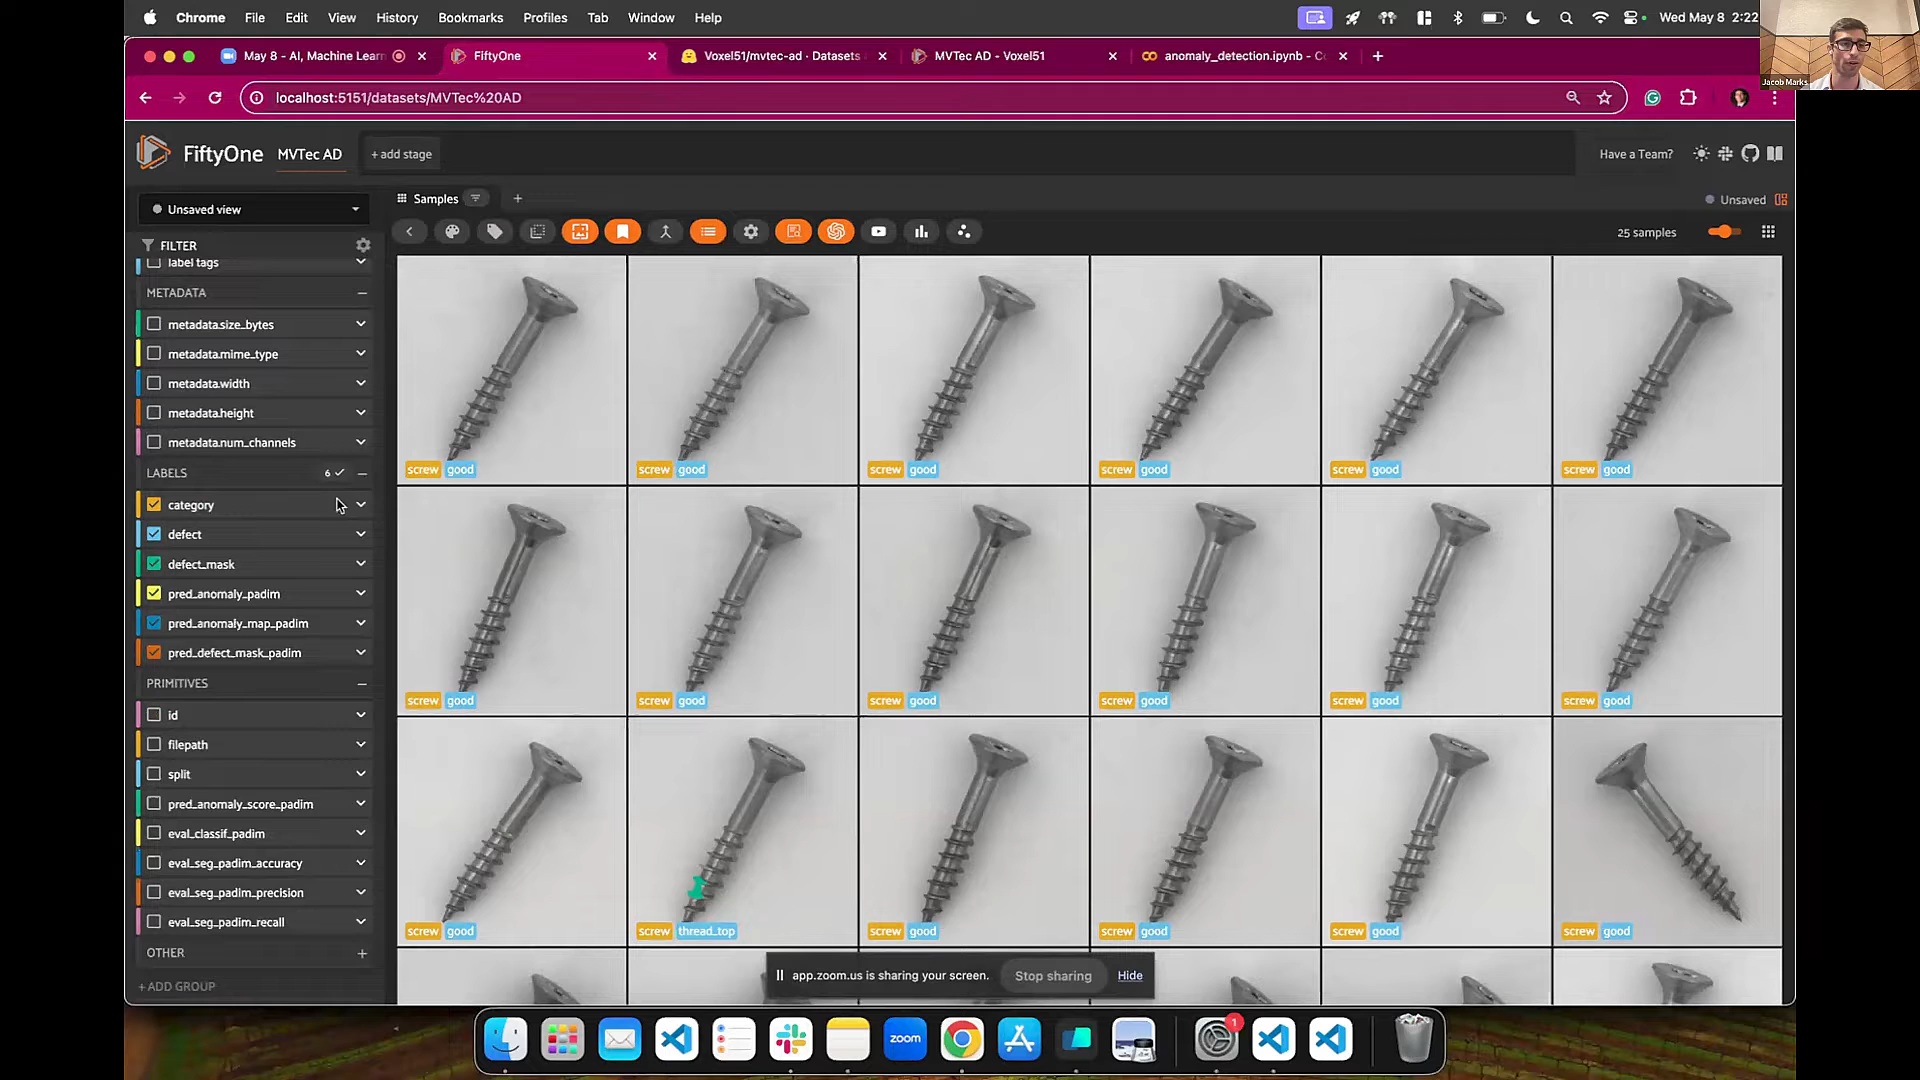 Chrome File Edit View History Bookmarks Profiles Tab Window Help Wed May 8 2:22
May 8 - AI, Machine Learn FiftyOne Voxel51/mvtec-ad · Datasets MVTec AD - Voxel51 anomaly_detection.ipynb - C
Jacob Marks
localhost:5151/datasets/MVTec%20AD
FiftyOne MVTec AD + add stage Have a Team?
Unsaved view Samples + Unsaved
FILTER 25 samples
label tags
METADATA
metadata.size_bytes
metadata.mime_type
metadata.width
metadata.height
metadata.num_channels
LABELS 6
category
defect
defect_mask
pred_anomaly_padim
pred_anomaly_map_padim
pred_defect_mask_padim
PRIMITIVES
id
filepath
split
pred_anomaly_score_padim
eval_classif_padim
eval_seg_padim_accuracy
eval_seg_padim_precision
eval_seg_padim_recall
OTHER
+ ADD GROUP
screw good screw good screw good screw good screw good screw good
screw good screw good screw good screw good screw good screw good
screw good screw thread_top screw good screw good screw good screw good
app.zoom.us is sharing your screen. Stop sharing Hide
zoom 1